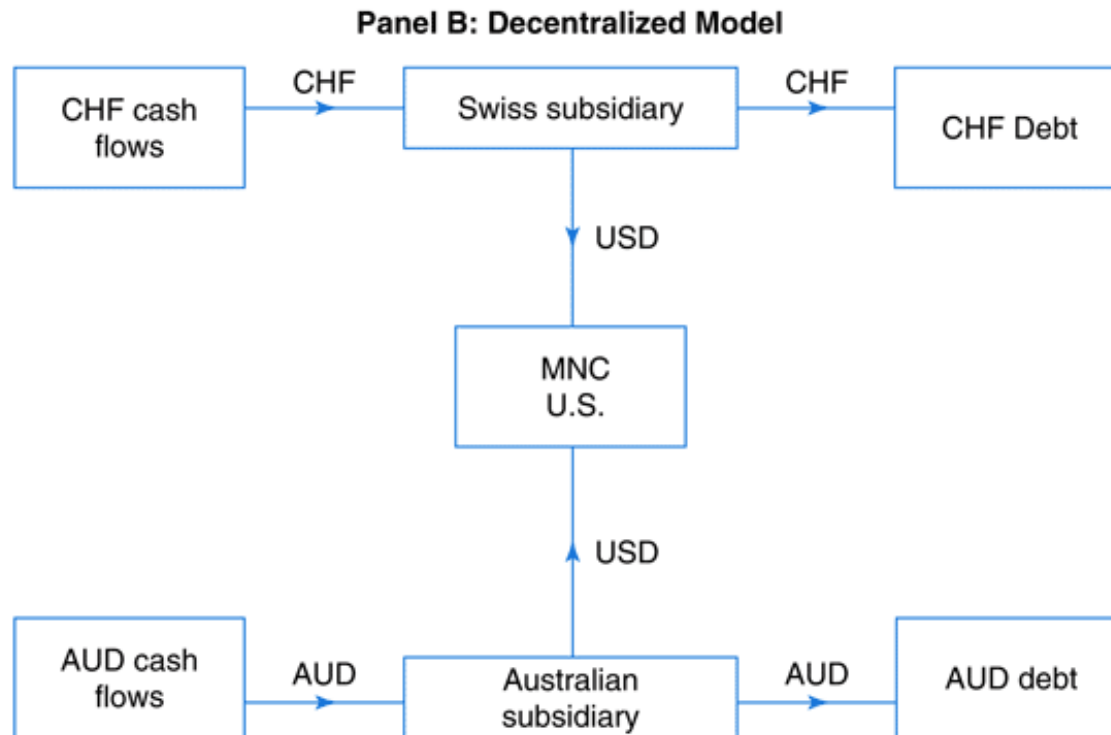 Panel B: Decentralized Model
CHF cash
flows
CHF
Swiss subsidiary
CHF
CHF Debt
USD
MNC
U.S.
USD
AUD cash
flows
AUD
Australian
subsidiary
AUD
AUD debt